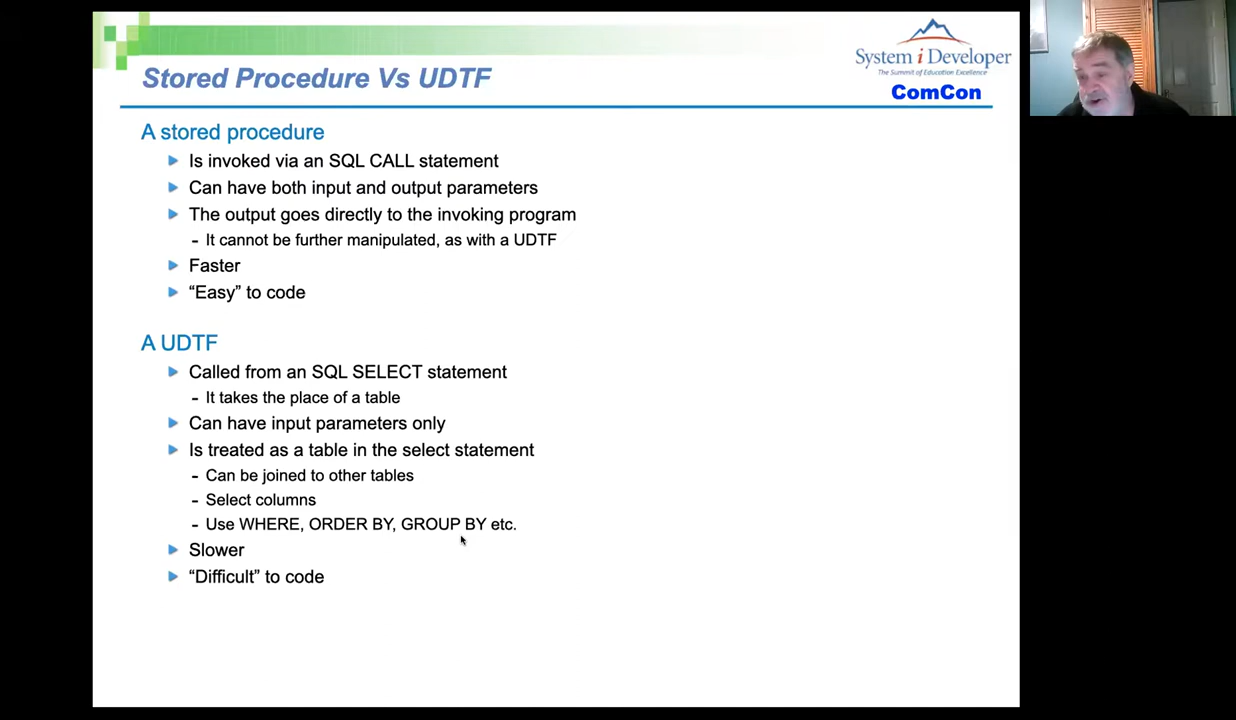 Stored Procedure Vs UDTF
System i Developer
The Summit of Education Excellence
ComCon
A stored procedure
Is invoked via an SQL CALL statement
Can have both input and output parameters
The output goes directly to the invoking program
- It cannot be further manipulated, as with a UDTF
Faster
“Easy” to code
A UDTF
Called from an SQL SELECT statement
- It takes the place of a table
Can have input parameters only
Is treated as a table in the select statement
- Can be joined to other tables
- Select columns
- Use WHERE, ORDER BY, GROUP BY etc.
Slower
“Difficult” to code